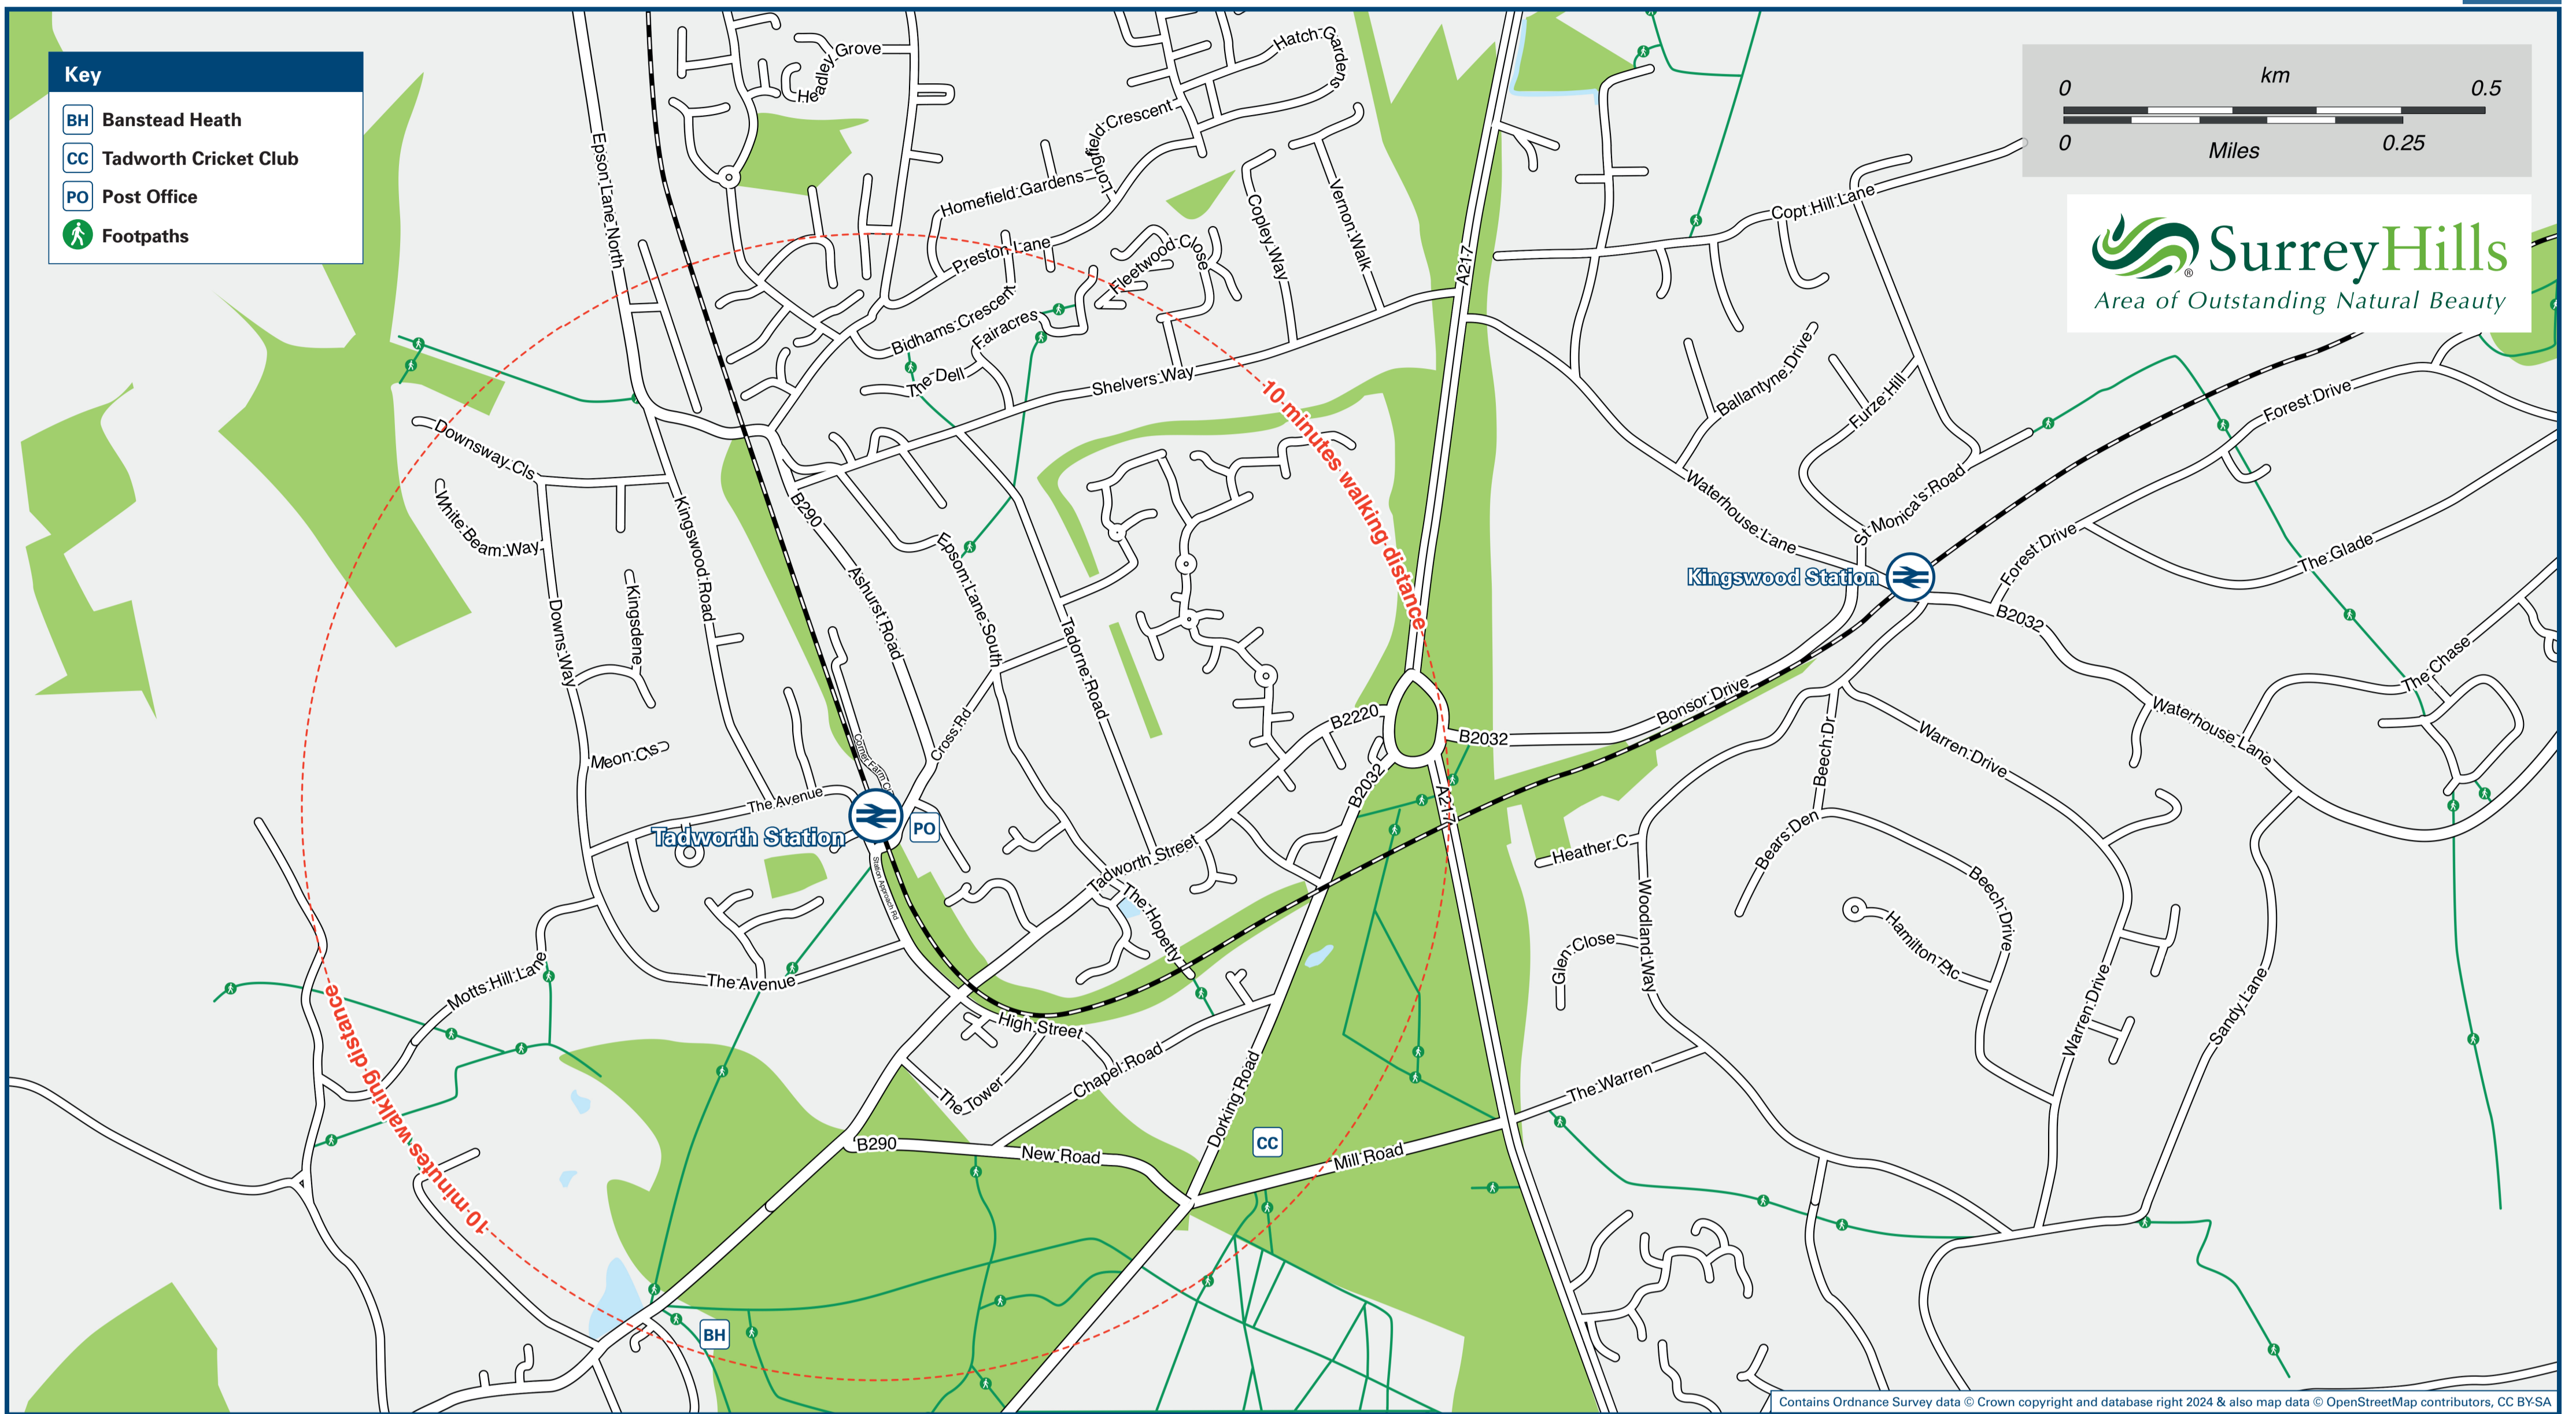 Key
BH Banstead Heath
CC Tadworth Cricket Club
PO Post Office
Footpaths
km
0 0.5
0 0.25
Miles
SurreyHills
®
Area of Outstanding Natural Beauty
Grove
Headley
Hatch Gardens
Longfield Crescent
Epsom Lane North
Homefield Gardens
Preston Lane
Fleetwood Close
Copley Way
Vernon Walk
A217
Copt Hill Lane
Bidhams Crescent
Fairacres
The Dell
Shelvers Way
10 minutes walking distance
Ballantyne Drive
Furze Hill
Forest Drive
Downsway Cls
White Beam Way
Kingswood Road
B290
Ashurst Road
Epsom Lane South
Waterhouse Lane
St Monica's Road
Kingswood Station
Forest Drive
The Glade
B2032
Downs Way
Kingsdene
Tadorne Road
The Chase
Cross Rd
B2220
B2032
Bonsor Drive
Beech Dr
Warren Drive
Waterhouse Lane
Meon Cls
Corner Farm Cl
The Avenue
Tadworth Station
PO
B2032
A217
Tadworth Street
Station Approach Rd
Heather C
Bears Den
Beech Drive
The Hopetty
Woodland Way
Glen Close
Hamilton Plc
Motts Hill Lane
The Avenue
High Street
Chapel Road
The Tower
Dorking Road
The Warren
Warren Drive
Sandy Lane
10 minutes walking distance
B290
New Road
CC
Mill Road
BH
Contains Ordnance Survey data © Crown copyright and database right 2024 & also map data © OpenStreetMap contributors, CC BY-SA